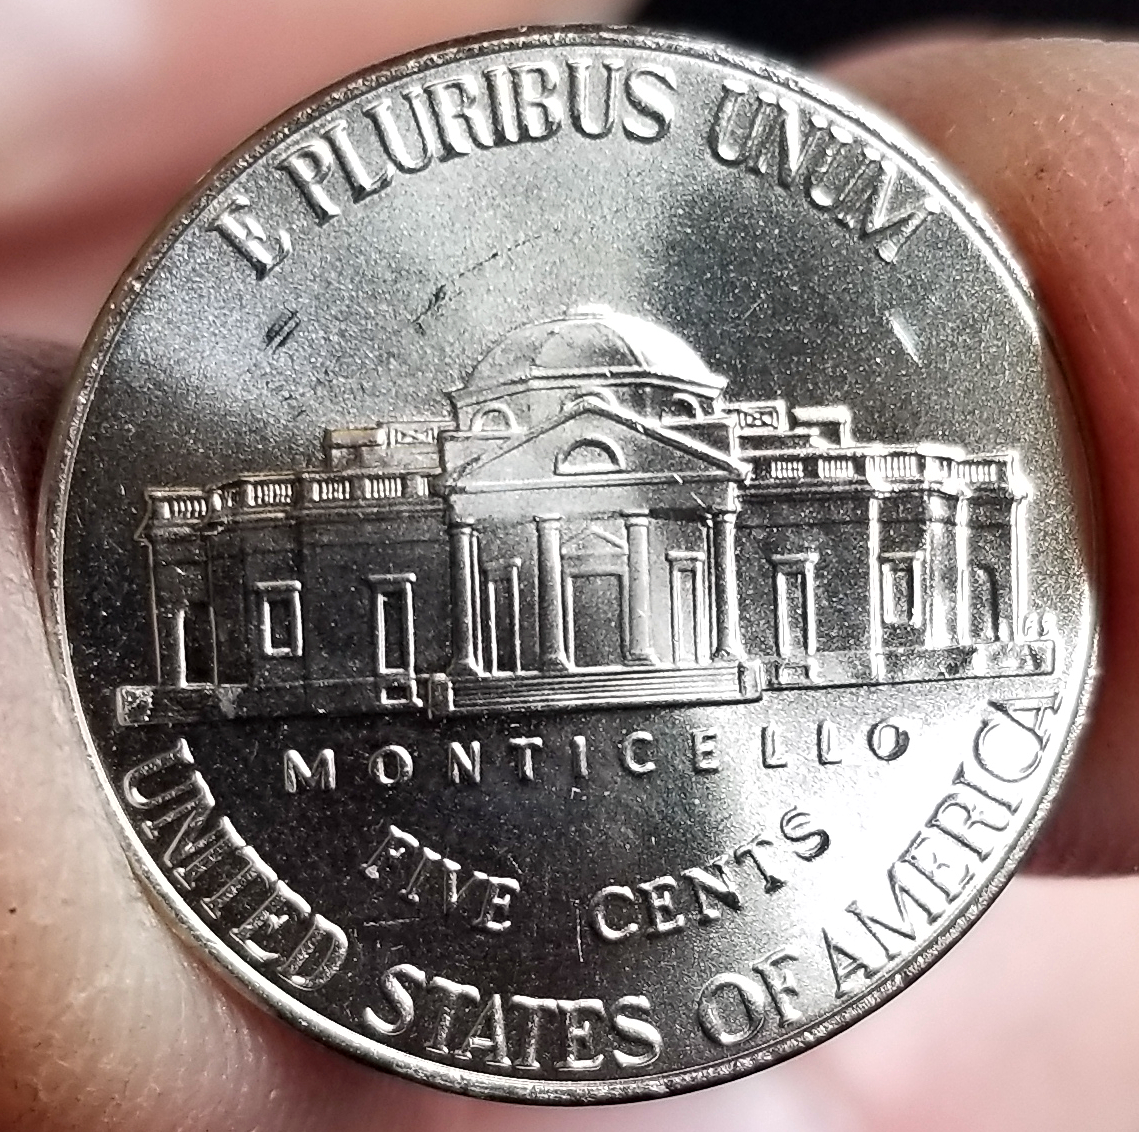 E PLURIBUS UNUM
MONTICELLO
FIVE CENTS
UNITED STATES OF AMERICA